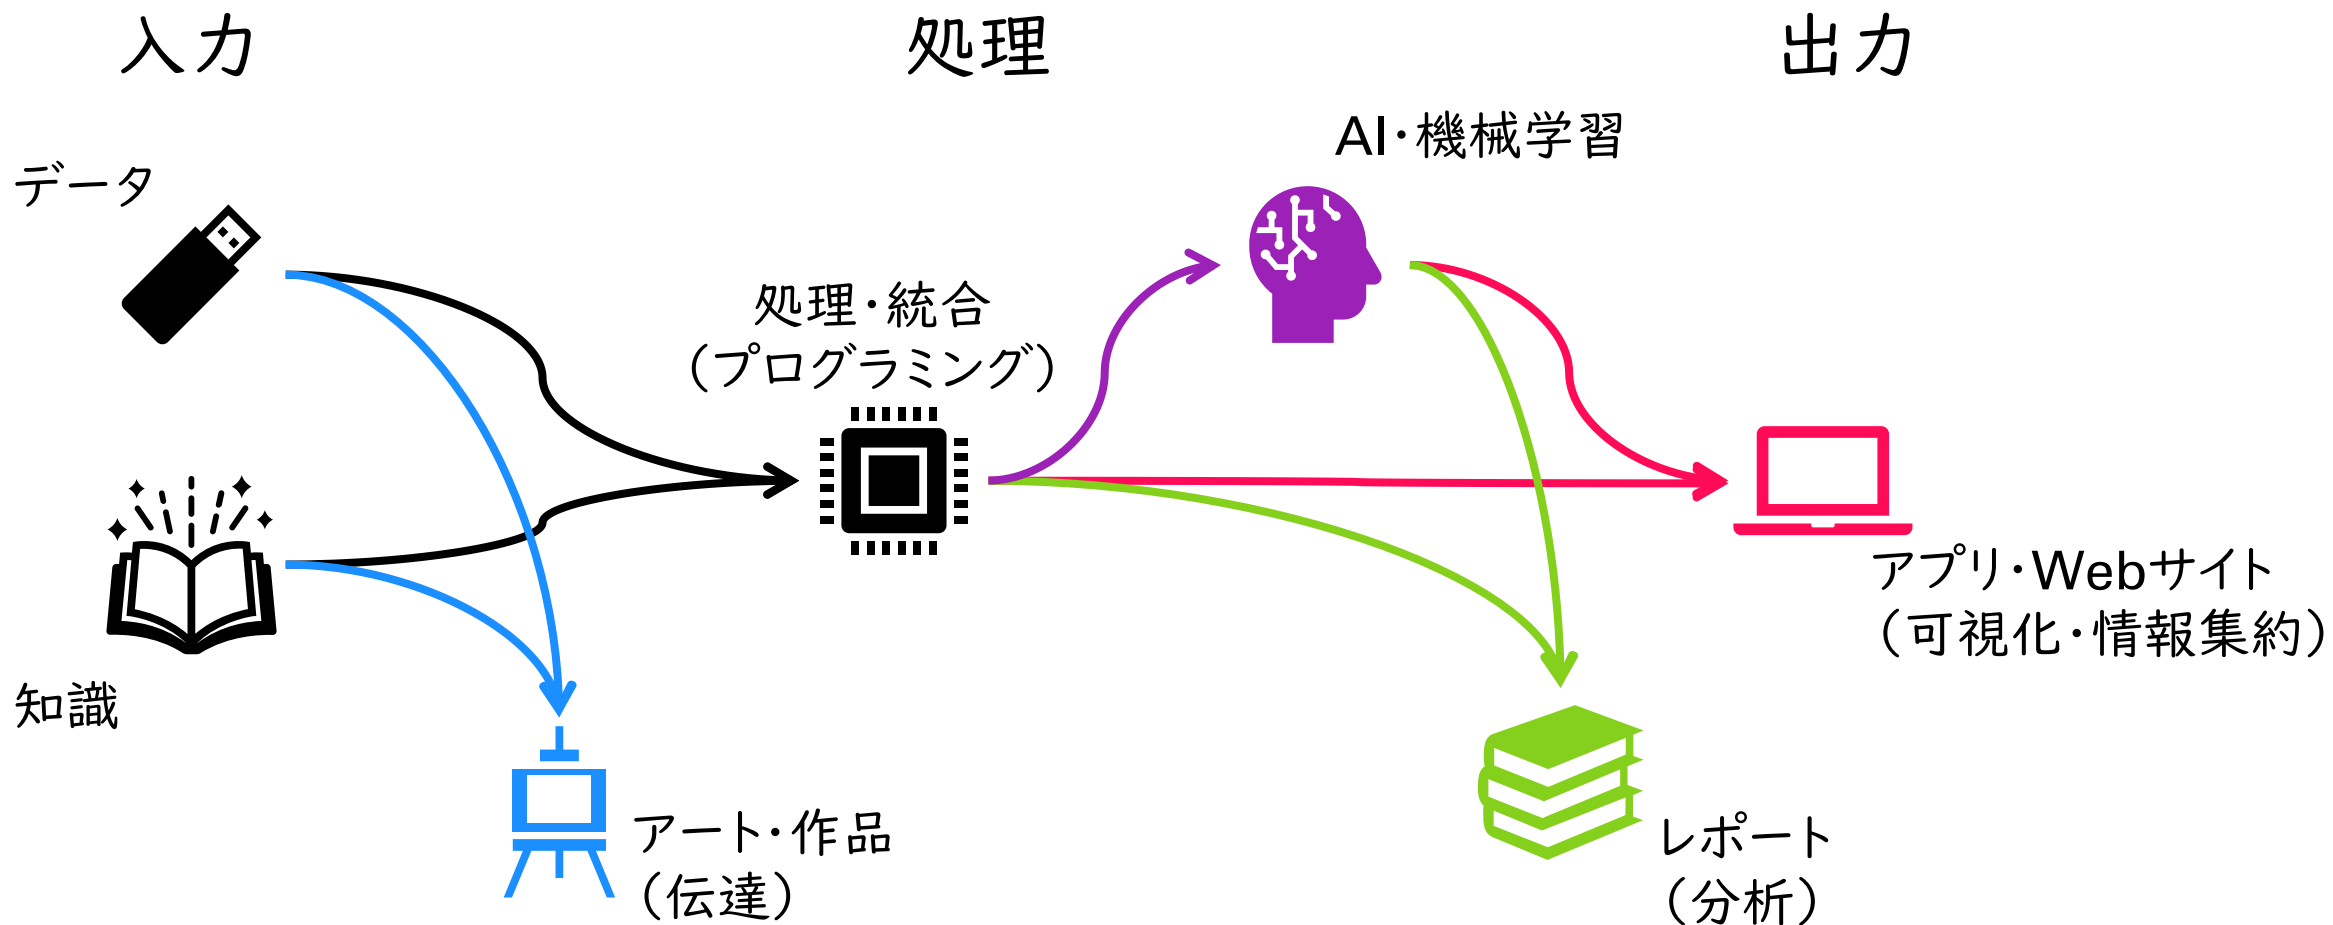 入力
処理
出力
AI・機械学習
データ
処理・統合
（プログラミング）
アプリ・Webサイト
（可視化・情報集約）
知識
アート・作品
（伝達）
レポート
（分析）